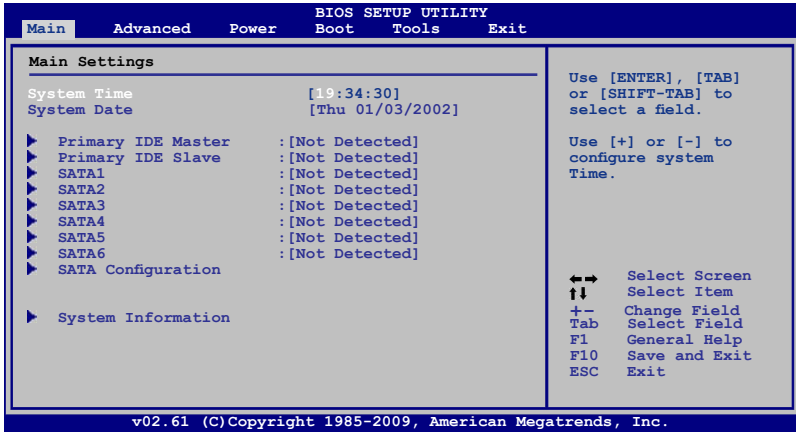 BIOS SETUP UTILITY
Main Advanced Power Boot Tools Exit
Main Settings
System Time [19:34:30]
System Date [Thu 01/03/2002]
Primary IDE Master :[Not Detected]
Primary IDE Slave :[Not Detected]
SATA1 :[Not Detected]
SATA2 :[Not Detected]
SATA3 :[Not Detected]
SATA4 :[Not Detected]
SATA5 :[Not Detected]
SATA6 :[Not Detected]
SATA Configuration
System Information
Use [ENTER], [TAB]
or [SHIFT-TAB] to
select a field.
Use [+] or [-] to
configure system
Time.
←→ Select Screen
↑↓ Select Item
+- Change Field
Tab Select Field
F1 General Help
F10 Save and Exit
ESC Exit
v02.61 (C)Copyright 1985-2009, American Megatrends, Inc.